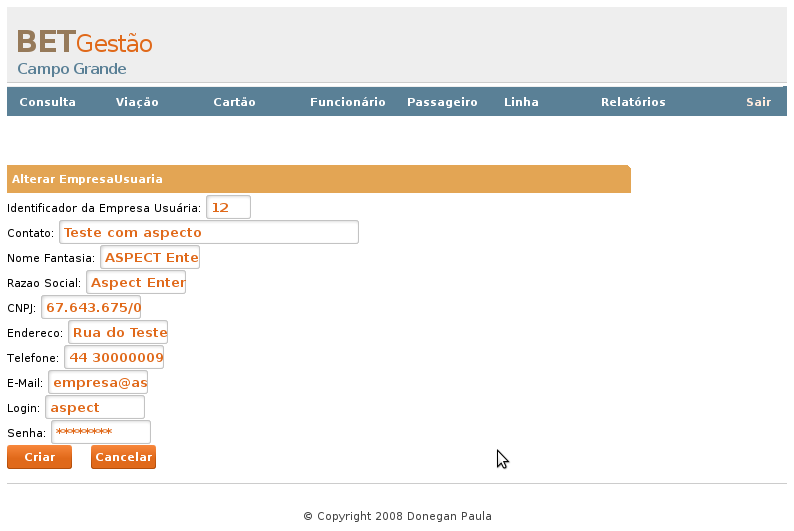 BETGestão
Campo Grande
Consulta Viação Cartão Funcionário Passageiro Linha Relatórios Sair
Alterar EmpresaUsuaria
Identificador da Empresa Usuária: 12
Contato: Teste com aspecto
Nome Fantasia: ASPECT Ente
Razao Social: Aspect Enter
CNPJ: 67.643.675/0
Endereco: Rua do Teste
Telefone: 44 30000009
E-Mail: empresa@as
Login: aspect
Senha: ********
Criar Cancelar
© Copyright 2008 Donegan Paula